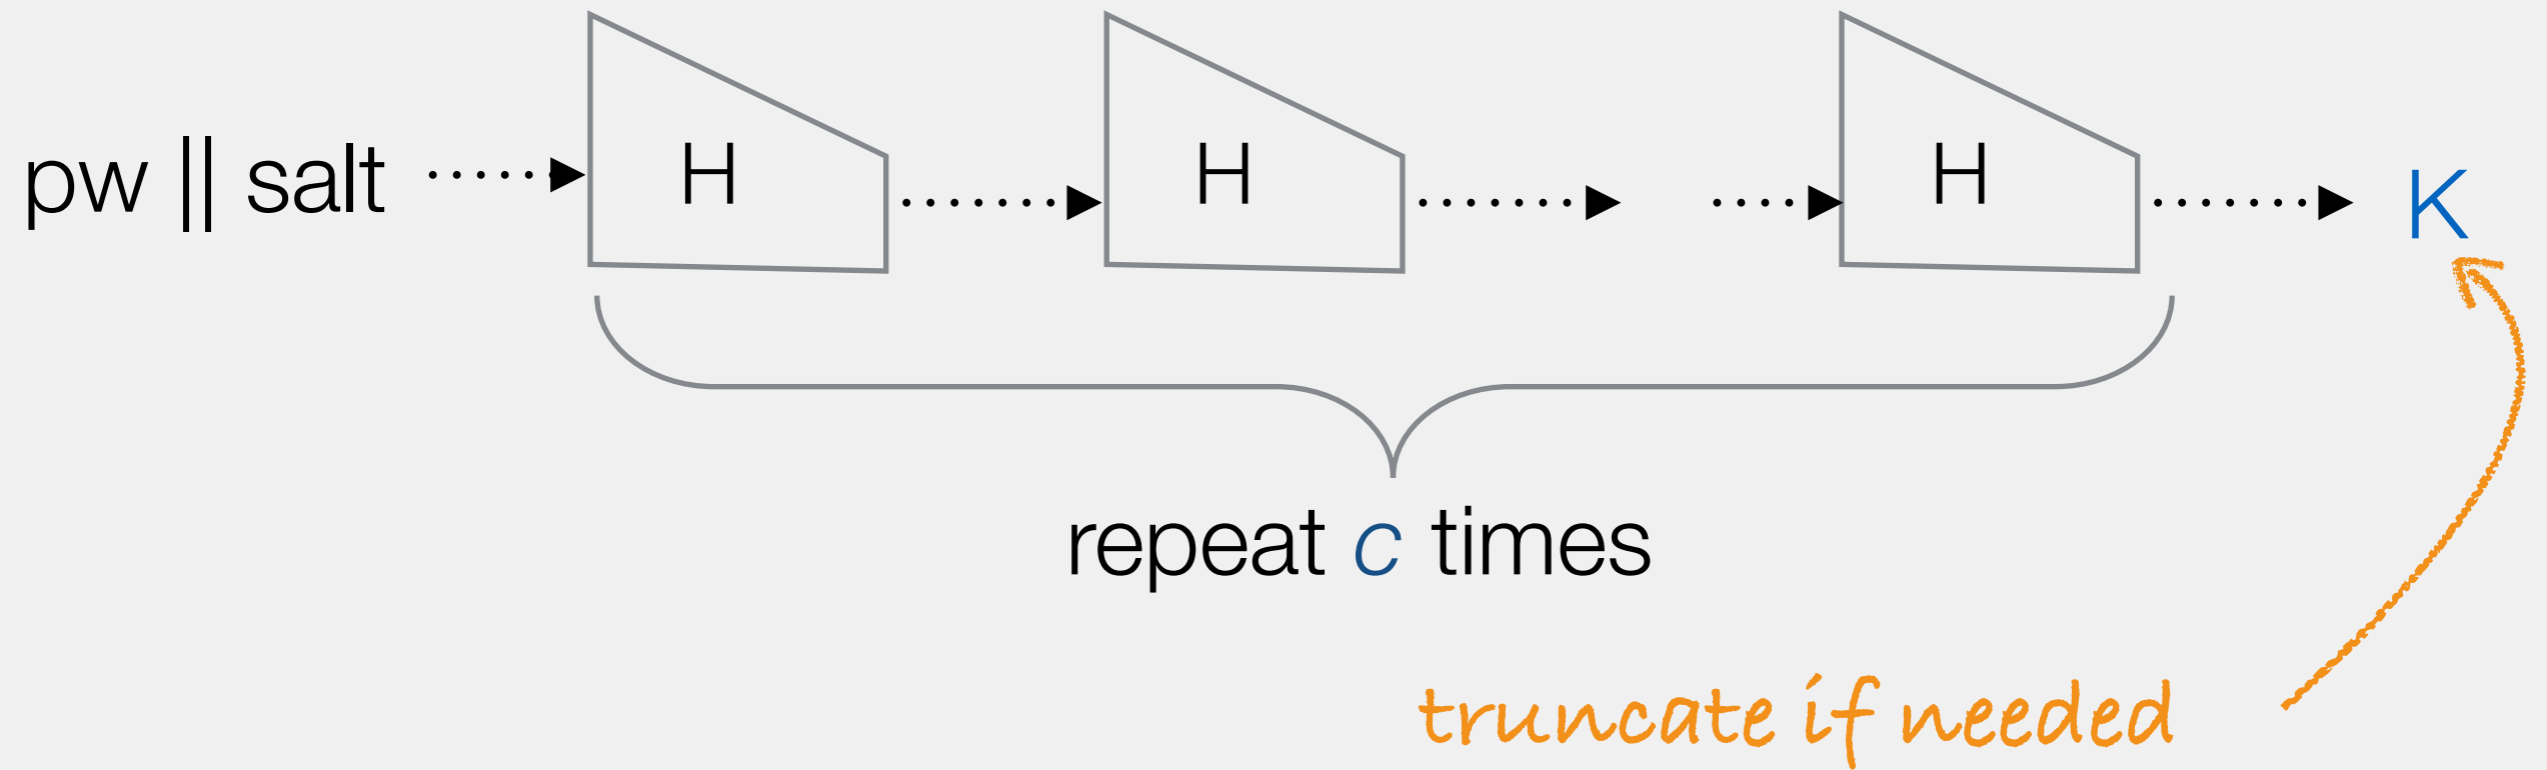 pw || salt H H H K
repeat c times
truncate if needed